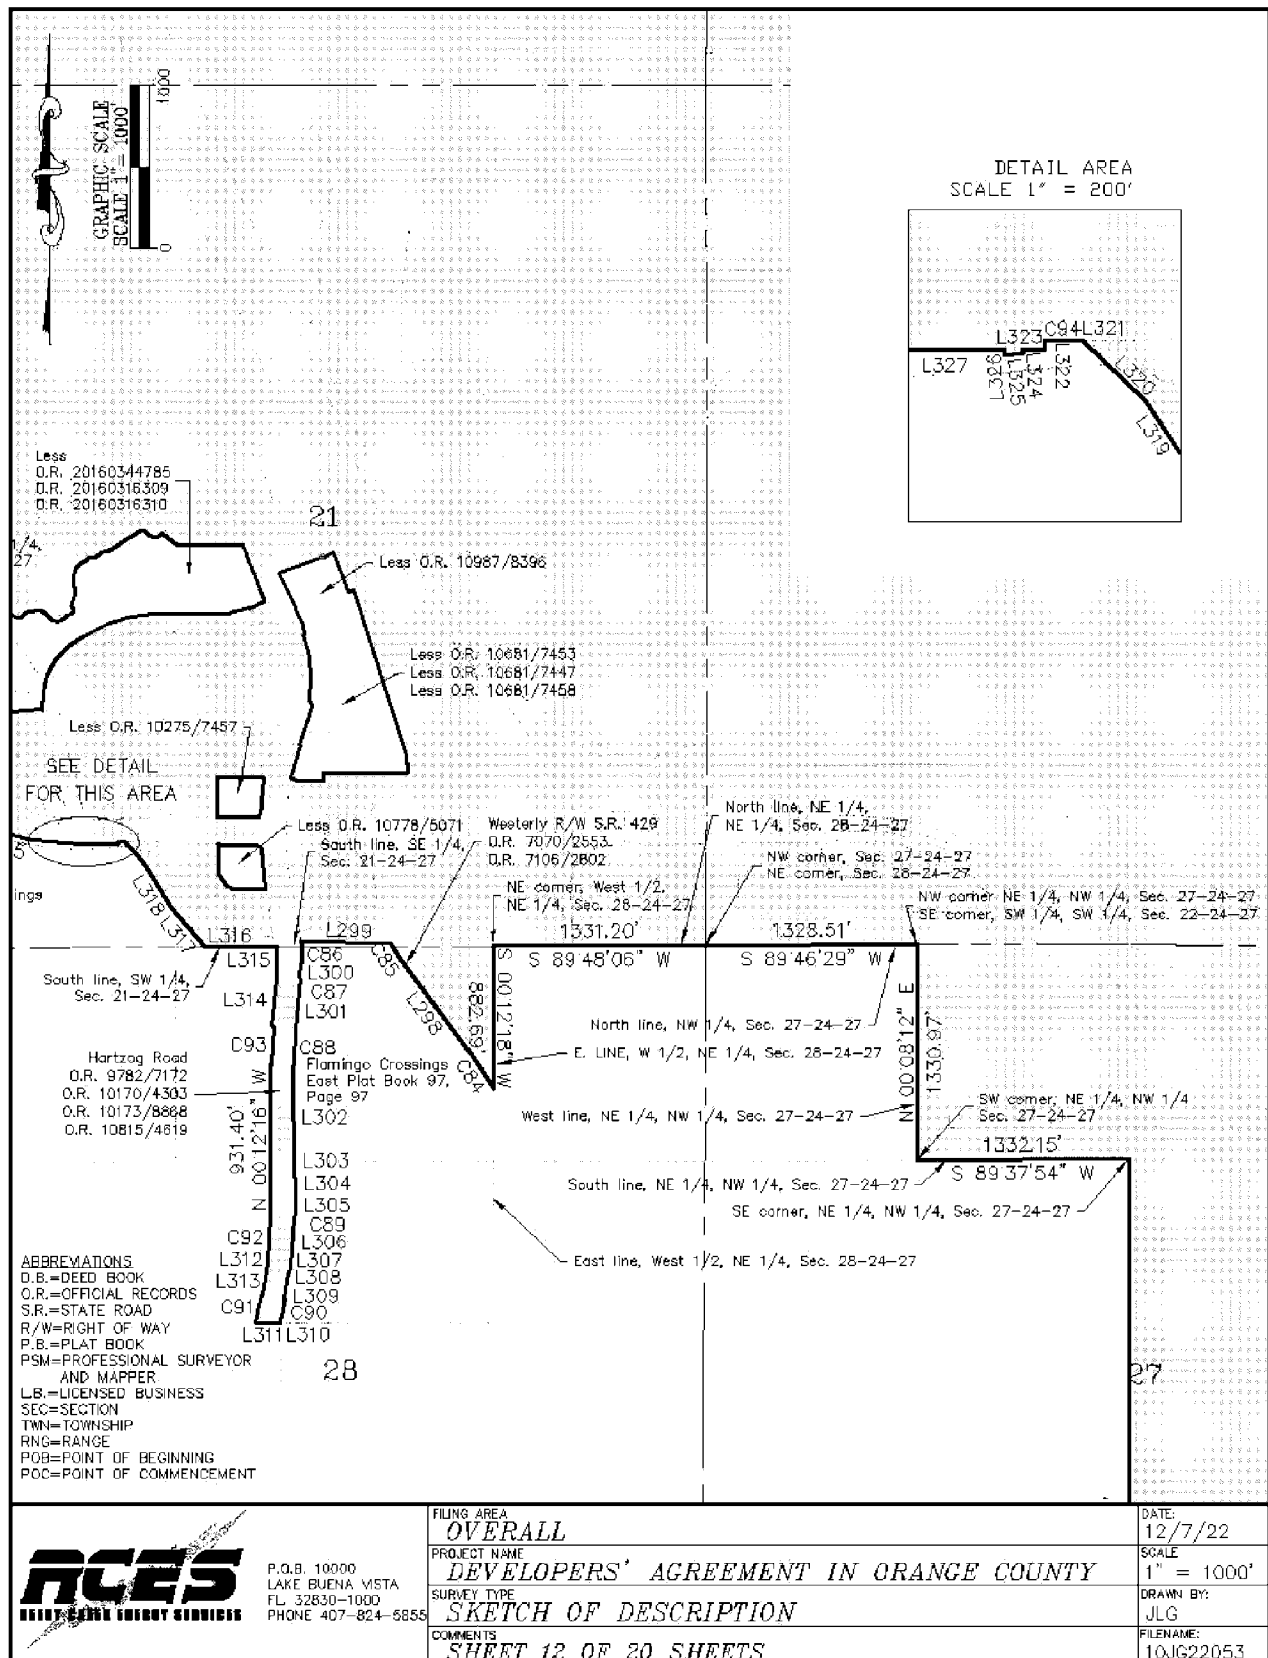 GRAPHIC SCALE
SCALE 1" = 1000'
0
1000
DETAIL AREA
SCALE 1" = 200'
L327
L326
L325
L323
L324
C94
L321
L322
L320
L319
Less
O.R. 20160344785
O.R. 20160316309
O.R. 20160316310
21
1/4,
27
Less O.R. 10987/8396
Less O.R. 10681/7453
Less O.R. 10681/7447
Less O.R. 10681/7458
Less O.R. 10275/7457
SEE DETAIL
FOR THIS AREA
Less O.R. 10778/5071
South line, SE 1/4,
Sec. 21-24-27
Westerly R/W S.R. 429
O.R. 7070/2553
O.R. 7106/2802
North line, NE 1/4,
NE 1/4, Sec. 28-24-27
NW corner, Sec. 27-24-27
NE corner, Sec. 28-24-27
NE corner, West 1/2,
NE 1/4, Sec. 28-24-27
NW corner NE 1/4, NW 1/4, Sec. 27-24-27
SE corner, SW 1/4, SW 1/4, Sec. 22-24-27
ings
L318
L317
L316
L315
L299
1331.20'
S 89°48'06" W
1328.51'
S 89°46'29" W
South line, SW 1/4,
Sec. 21-24-27
L314
C86
L300
C87
L301
C85
L298
C84
S 00°12'18" W
882.69'
North line, NW 1/4, Sec. 27-24-27
E. LINE, W 1/2, NE 1/4, Sec. 28-24-27
N 00°08'12" E
1330.97'
C93
C88
Flamingo Crossings
East Plat Book 97,
Page 97
Hartzog Road
O.R. 9782/7172
O.R. 10170/4303
O.R. 10173/8868
O.R. 10815/4619
931.40'
N 00°12'16" W
L302
West line, NE 1/4, NW 1/4, Sec. 27-24-27
SW corner, NE 1/4, NW 1/4
Sec. 27-24-27
1332.15'
S 89°37'54" W
L303
L304
L305
South line, NE 1/4, NW 1/4, Sec. 27-24-27
SE corner, NE 1/4, NW 1/4, Sec. 27-24-27
C89
L306
L307
L308
L309
C90
C92
L312
L313
C91
L311
L310
East line, West 1/2, NE 1/4, Sec. 28-24-27
28
27
ABBREVIATIONS
D.B.=DEED BOOK
O.R.=OFFICIAL RECORDS
S.R.=STATE ROAD
R/W=RIGHT OF WAY
P.B.=PLAT BOOK
PSM=PROFESSIONAL SURVEYOR
AND MAPPER
L.B.=LICENSED BUSINESS
SEC=SECTION
TWN=TOWNSHIP
RNG=RANGE
POB=POINT OF BEGINNING
POC=POINT OF COMMENCEMENT
RCES
REEDY CREEK ENERGY SERVICES
P.O.B. 10000
LAKE BUENA VISTA
FL. 32830-1000
PHONE 407-824-5855
FILING AREA
OVERALL
PROJECT NAME
DEVELOPERS' AGREEMENT IN ORANGE COUNTY
SURVEY TYPE
SKETCH OF DESCRIPTION
COMMENTS
SHEET 12 OF 20 SHEETS
DATE:
12/7/22
SCALE
1" = 1000'
DRAWN BY:
JLG
FILENAME:
10JG22053